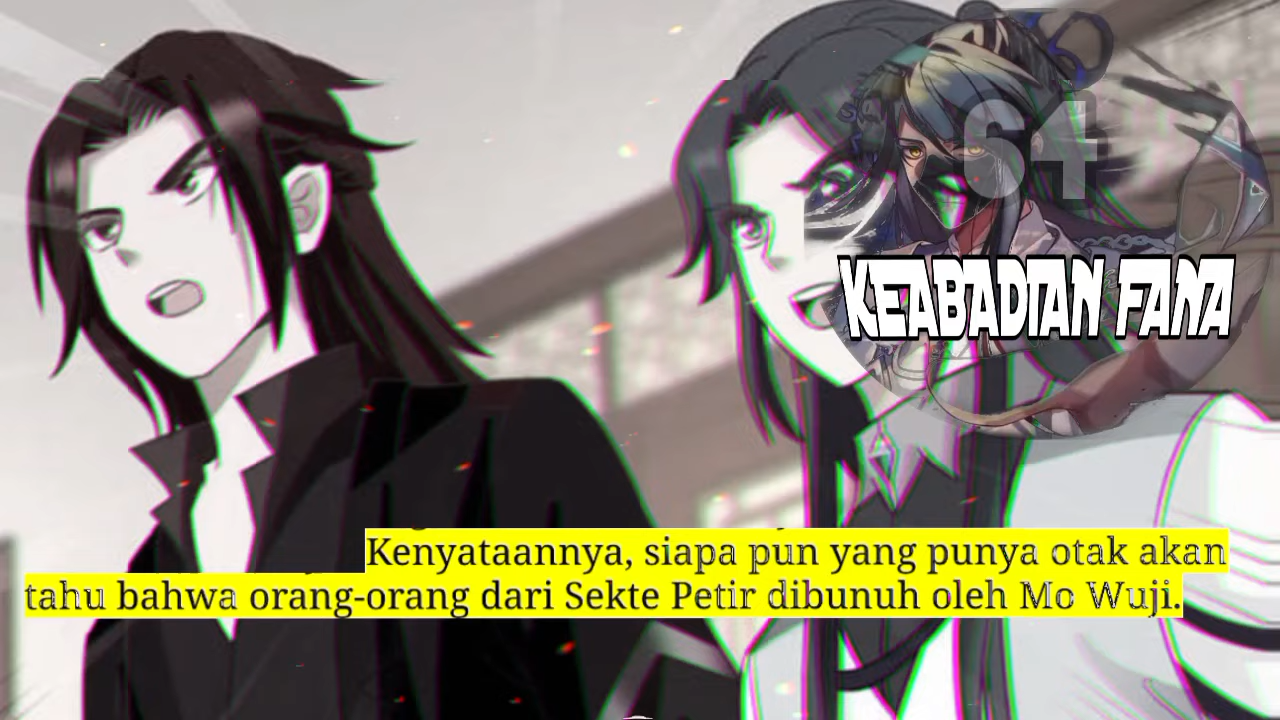 64
KEABADIAN FANA
Kenyataannya, siapa pun yang punya otak akan
tahu bahwa orang-orang dari Sekte Petir dibunuh oleh Mo Wuji.